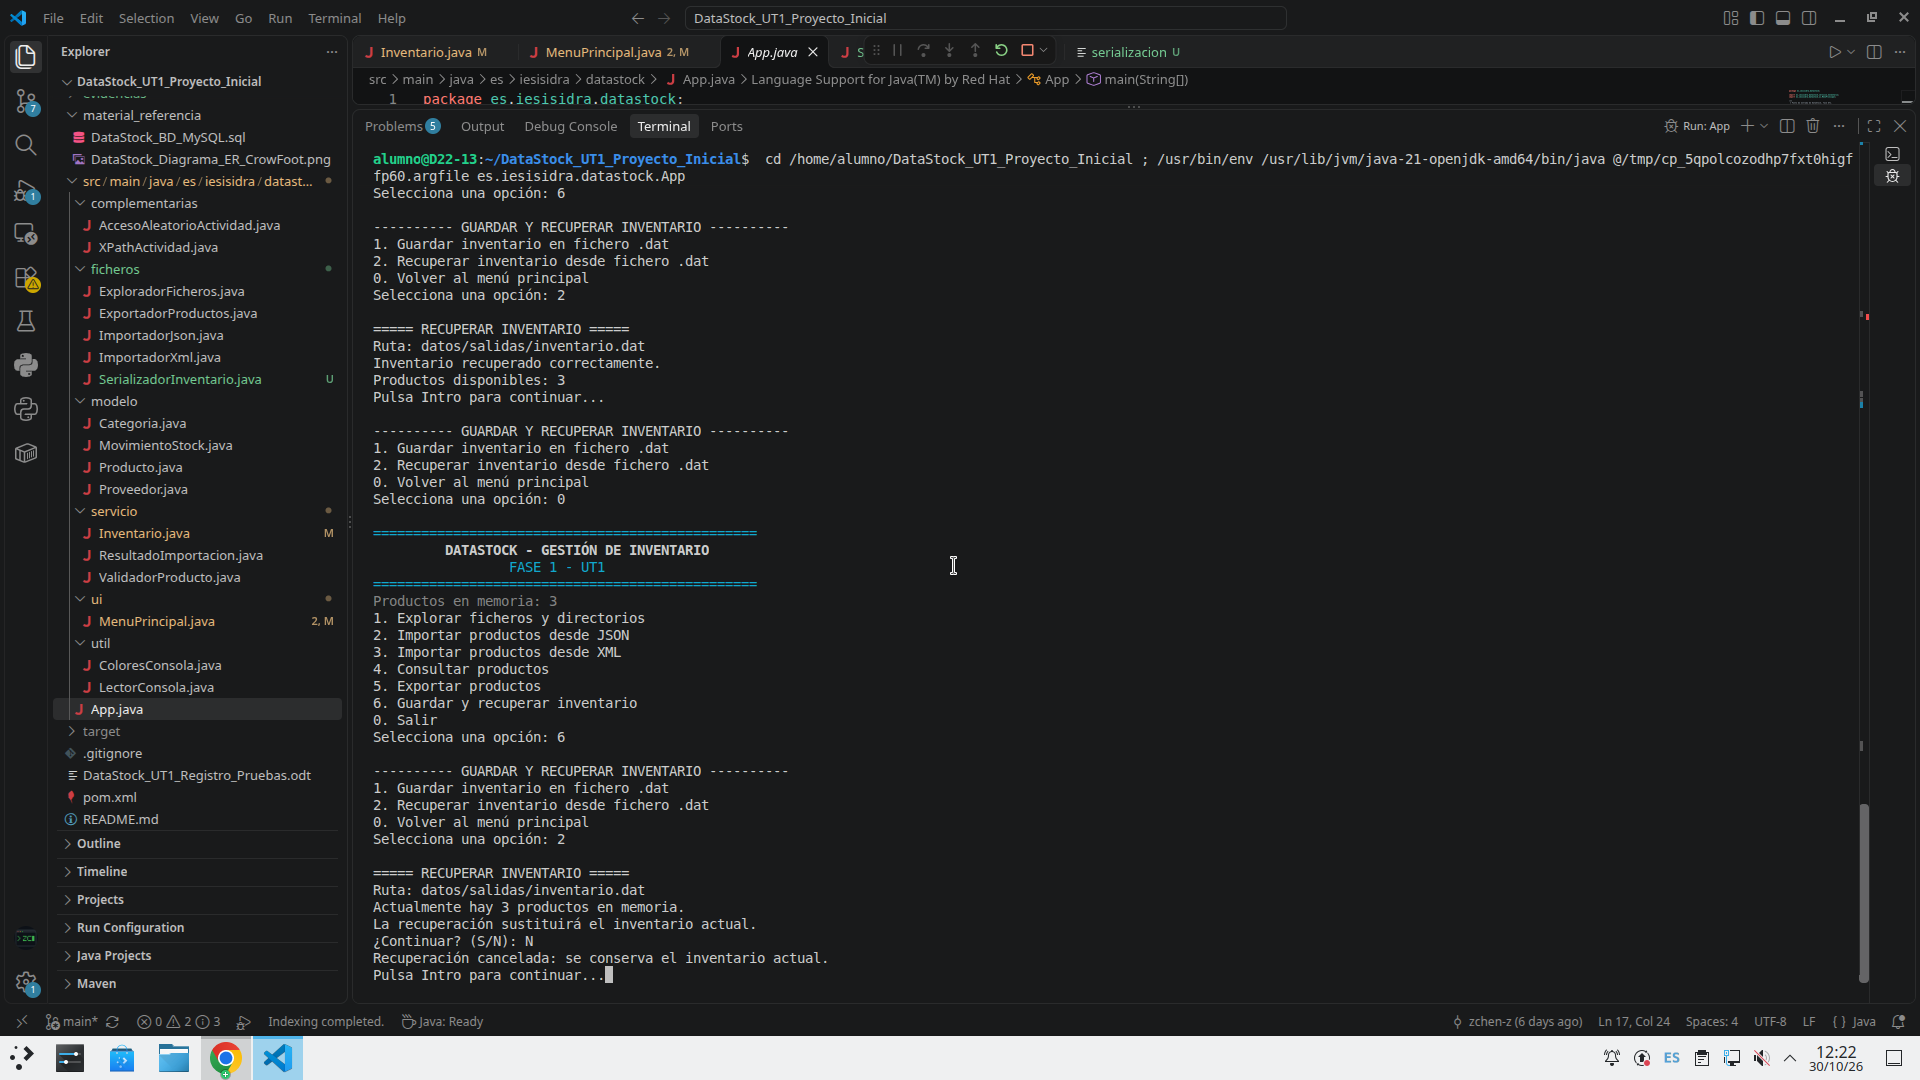 File Edit Selection View Go Run Terminal Help
DataStock_UT1_Proyecto_Inicial
Explorer
DataStock_UT1_Proyecto_Inicial
evidencias
material_referencia
DataStock_BD_MySQL.sql
DataStock_Diagrama_ER_CrowFoot.png
src/main/java/es/iesisidra/datast...
complementarias
AccesoAleatorioActividad.java
XPathActividad.java
ficheros
ExploradorFicheros.java
ExportadorProductos.java
ImportadorJson.java
ImportadorXml.java
SerializadorInventario.java U
modelo
Categoria.java
MovimientoStock.java
Producto.java
Proveedor.java
servicio
Inventario.java M
ResultadoImportacion.java
ValidadorProducto.java
ui
MenuPrincipal.java 2, M
util
ColoresConsola.java
LectorConsola.java
App.java
target
.gitignore
DataStock_UT1_Registro_Pruebas.odt
pom.xml
README.md
Outline
Timeline
Projects
Run Configuration
Java Projects
Maven
7
1
1
Inventario.java M
MenuPrincipal.java 2, M
App.java
S
serializacion U
src > main > java > es > iesisidra > datastock > App.java > Language Support for Java(TM) by Red Hat > App > main(String[])
1 package es.iesisidra.datastock;
Problems 5 Output Debug Console Terminal Ports
Run: App
alumno@D22-13:~/DataStock_UT1_Proyecto_Inicial$ cd /home/alumno/DataStock_UT1_Proyecto_Inicial ; /usr/bin/env /usr/lib/jvm/java-21-openjdk-amd64/bin/java @/tmp/cp_5qpolcozodhp7fxt0higf
fp60.argfile es.iesisidra.datastock.App
Selecciona una opción: 6
---------- GUARDAR Y RECUPERAR INVENTARIO ----------
1. Guardar inventario en fichero .dat
2. Recuperar inventario desde fichero .dat
0. Volver al menú principal
Selecciona una opción: 2
===== RECUPERAR INVENTARIO =====
Ruta: datos/salidas/inventario.dat
Inventario recuperado correctamente.
Productos disponibles: 3
Pulsa Intro para continuar...
---------- GUARDAR Y RECUPERAR INVENTARIO ----------
1. Guardar inventario en fichero .dat
2. Recuperar inventario desde fichero .dat
0. Volver al menú principal
Selecciona una opción: 0
================================================
DATASTOCK - GESTIÓN DE INVENTARIO
FASE 1 - UT1
================================================
Productos en memoria: 3
1. Explorar ficheros y directorios
2. Importar productos desde JSON
3. Importar productos desde XML
4. Consultar productos
5. Exportar productos
6. Guardar y recuperar inventario
0. Salir
Selecciona una opción: 6
---------- GUARDAR Y RECUPERAR INVENTARIO ----------
1. Guardar inventario en fichero .dat
2. Recuperar inventario desde fichero .dat
0. Volver al menú principal
Selecciona una opción: 2
===== RECUPERAR INVENTARIO =====
Ruta: datos/salidas/inventario.dat
Actualmente hay 3 productos en memoria.
La recuperación sustituirá el inventario actual.
¿Continuar? (S/N): N
Recuperación cancelada: se conserva el inventario actual.
Pulsa Intro para continuar...
main* 0 2 3 Indexing completed. Java: Ready
zchen-z (6 days ago) Ln 17, Col 24 Spaces: 4 UTF-8 LF {} Java
ES
12:22
30/10/26